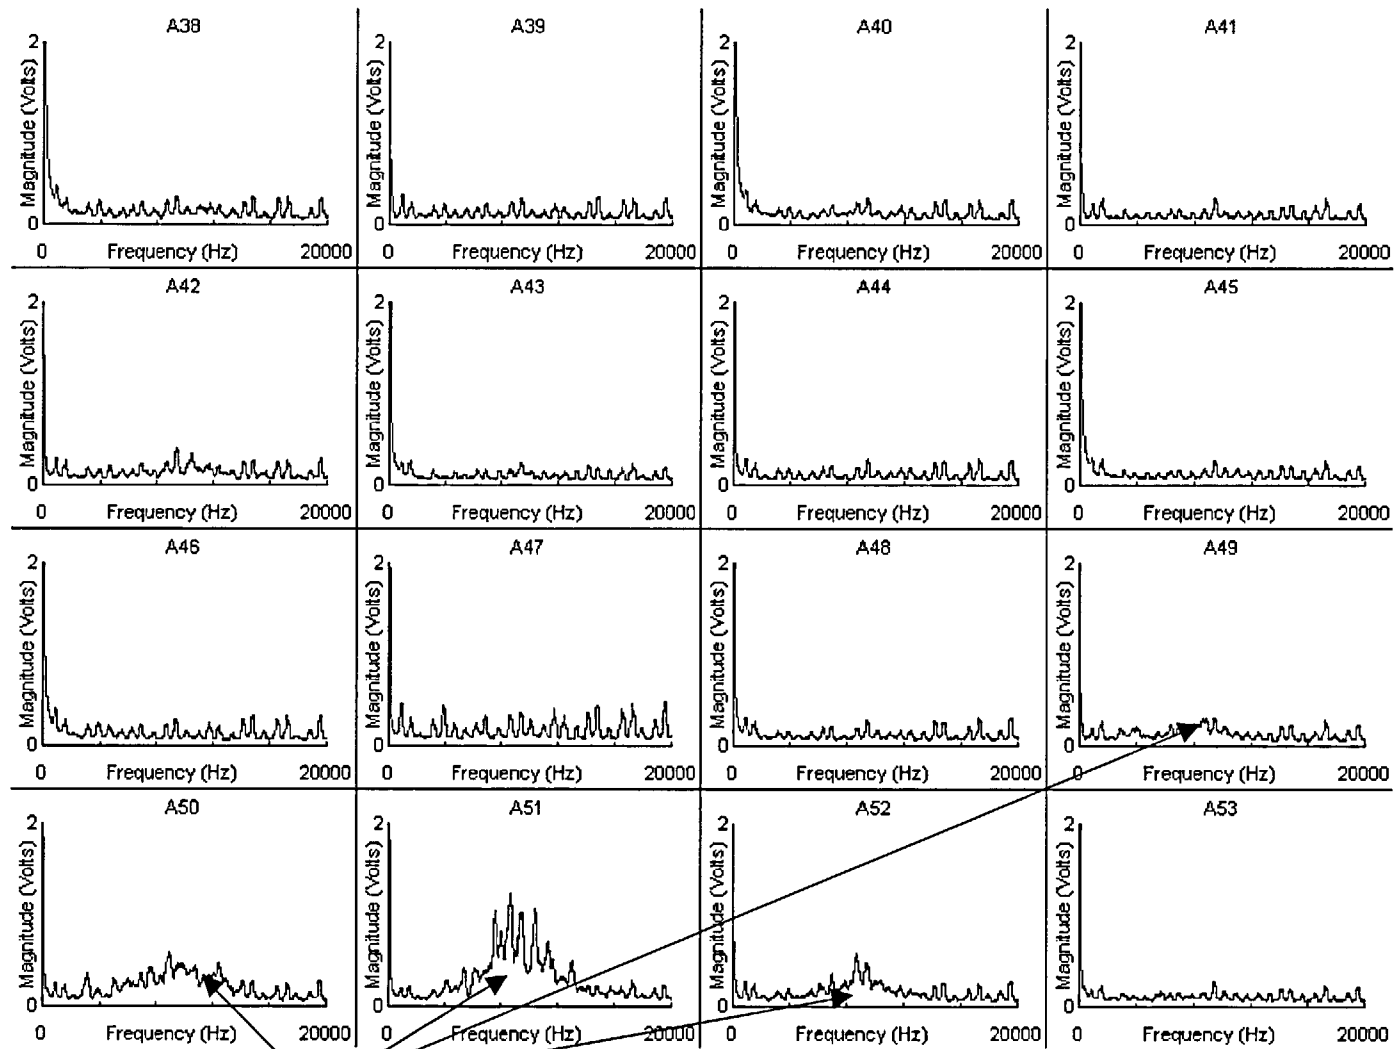 A38 A39 A40 A41
2 2 2 2
Magnitude (Volts) Magnitude (Volts) Magnitude (Volts) Magnitude (Volts)
0 0 0 0
0 Frequency (Hz) 20000 0 Frequency (Hz) 20000 0 Frequency (Hz) 20000 0 Frequency (Hz) 20000
A42 A43 A44 A45
2 2 2 2
Magnitude (Volts) Magnitude (Volts) Magnitude (Volts) Magnitude (Volts)
0 0 0 0
0 Frequency (Hz) 20000 0 Frequency (Hz) 20000 0 Frequency (Hz) 20000 0 Frequency (Hz) 20000
A46 A47 A48 A49
2 2 2 2
Magnitude (Volts) Magnitude (Volts) Magnitude (Volts) Magnitude (Volts)
0 0 0 0
0 Frequency (Hz) 20000 0 Frequency (Hz) 20000 0 Frequency (Hz) 20000 0 Frequency (Hz) 20000
A50 A51 A52 A53
2 2 2 2
Magnitude (Volts) Magnitude (Volts) Magnitude (Volts) Magnitude (Volts)
0 0 0 0
0 Frequency (Hz) 20000 0 Frequency (Hz) 20000 0 Frequency (Hz) 20000 0 Frequency (Hz) 20000